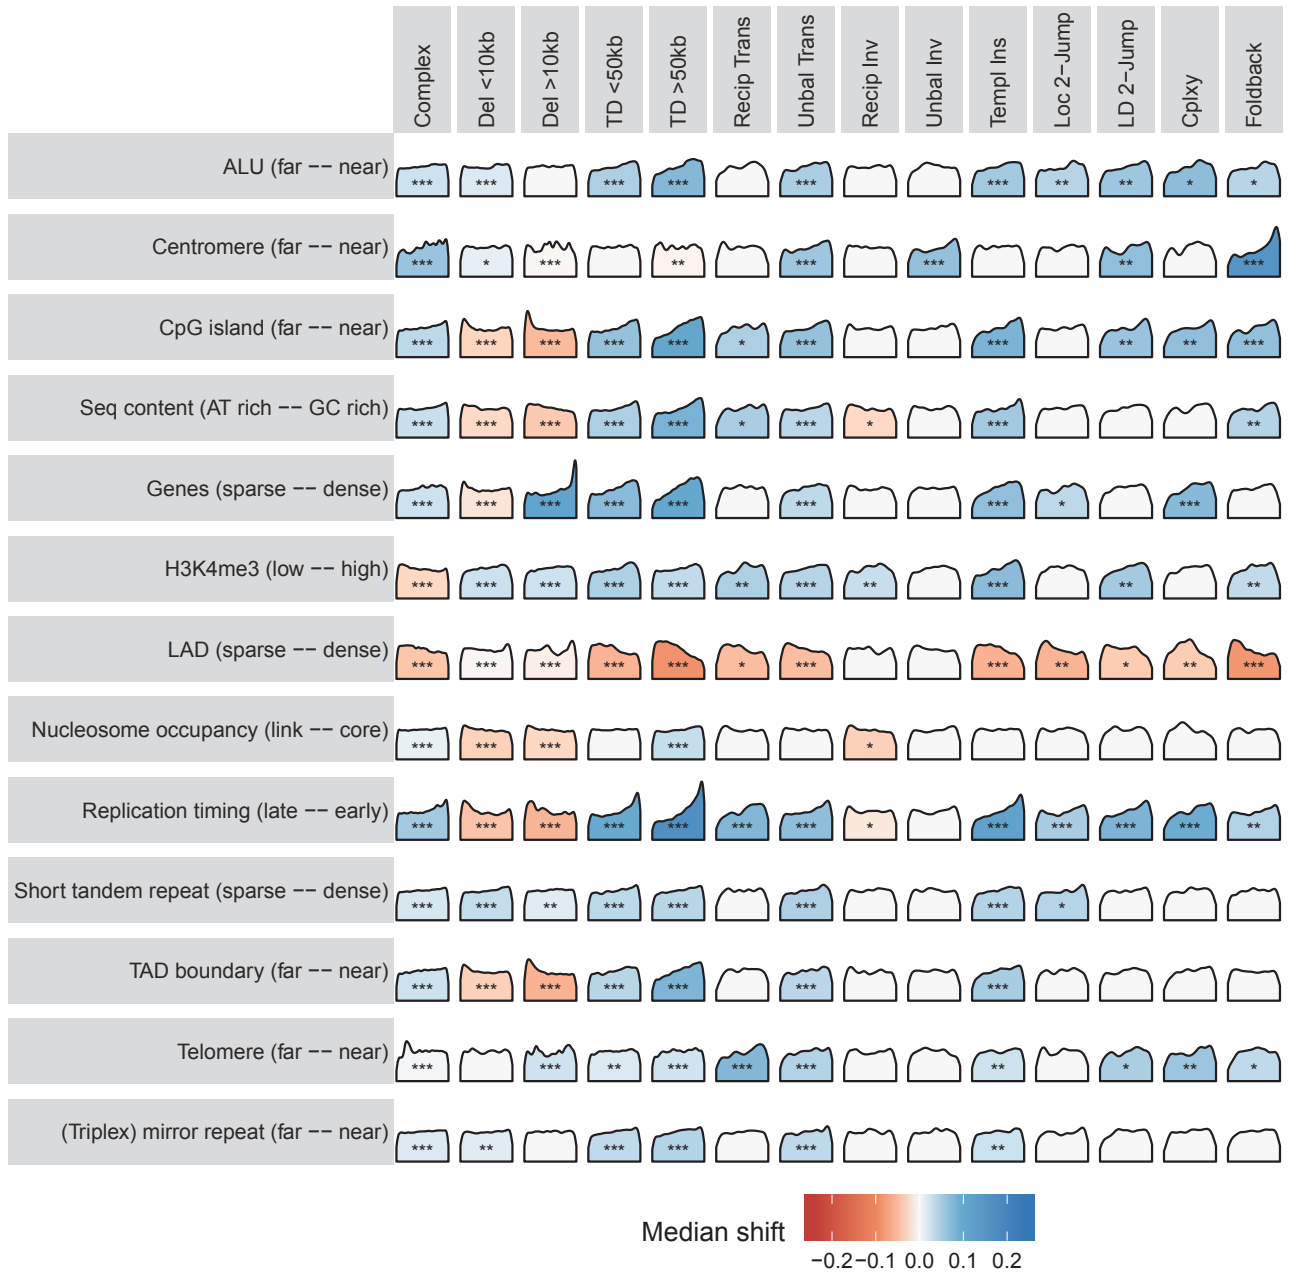 Complex Del <10kb Del >10kb TD <50kb TD >50kb Recip Trans Unbal Trans Recip Inv Unbal Inv Templ Ins Loc 2−Jump LD 2−Jump Cplxy Foldback
ALU (far −− near) *** *** *** *** *** *** ** ** * *
Centromere (far −− near) *** * *** ** *** *** ** ***
CpG island (far −− near) *** *** *** *** *** * *** *** ** ** ***
Seq content (AT rich −− GC rich) *** *** *** *** *** * *** * *** **
Genes (sparse −− dense) *** *** *** *** *** *** *** * ***
H3K4me3 (low −− high) *** *** *** *** *** ** *** ** *** ** **
LAD (sparse −− dense) *** *** *** *** *** * *** *** ** * ** ***
Nucleosome occupancy (link −− core) *** *** *** *** *
Replication timing (late −− early) *** *** *** *** *** *** *** * *** *** *** *** **
Short tandem repeat (sparse −− dense) *** *** ** *** *** *** *** *
TAD boundary (far −− near) *** *** *** *** *** *** ***
Telomere (far −− near) *** *** ** *** *** *** ** * ** *
(Triplex) mirror repeat (far −− near) *** ** *** *** *** **
Median shift
−0.2 −0.1 0.0 0.1 0.2